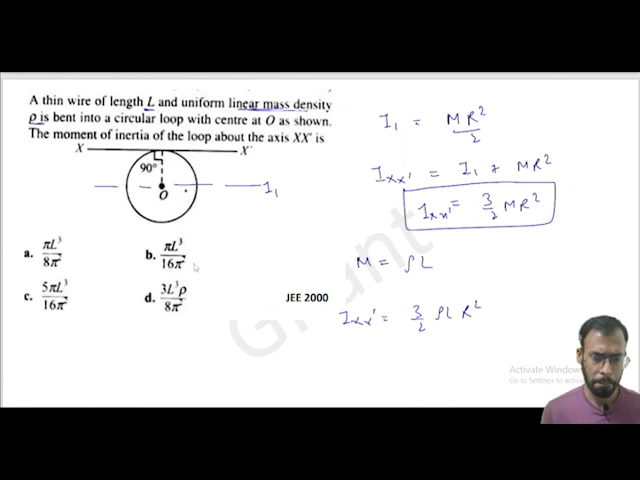 A thin wire of length L and uniform linear mass density
ρ is bent into a circular loop with centre at O as shown.
The moment of inertia of the loop about the axis XX' is
X X'
90°
O
I₁
a. πL³/8π² b. πL³/16π²
c. 5πL³/16π² d. 3L³ρ/8π²
JEE 2000
I₁ = MR²/2
Ixx' = I₁ + MR²
Ixx' = 3/2 MR²
M = ρL
Ixx' = 3/2 ρL R²
Activate Windows
Go to Settings to activ